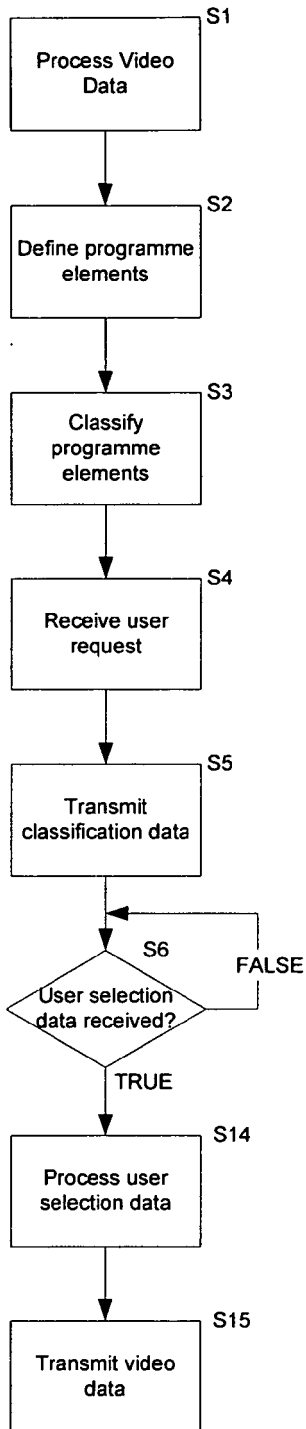 S1
Process Video
Data
S2
Define programme
elements
S3
Classify
programme
elements
S4
Receive user
request
S5
Transmit
classification data
S6
FALSE
User selection
data received?
TRUE
S14
Process user
selection data
S15
Transmit video
data